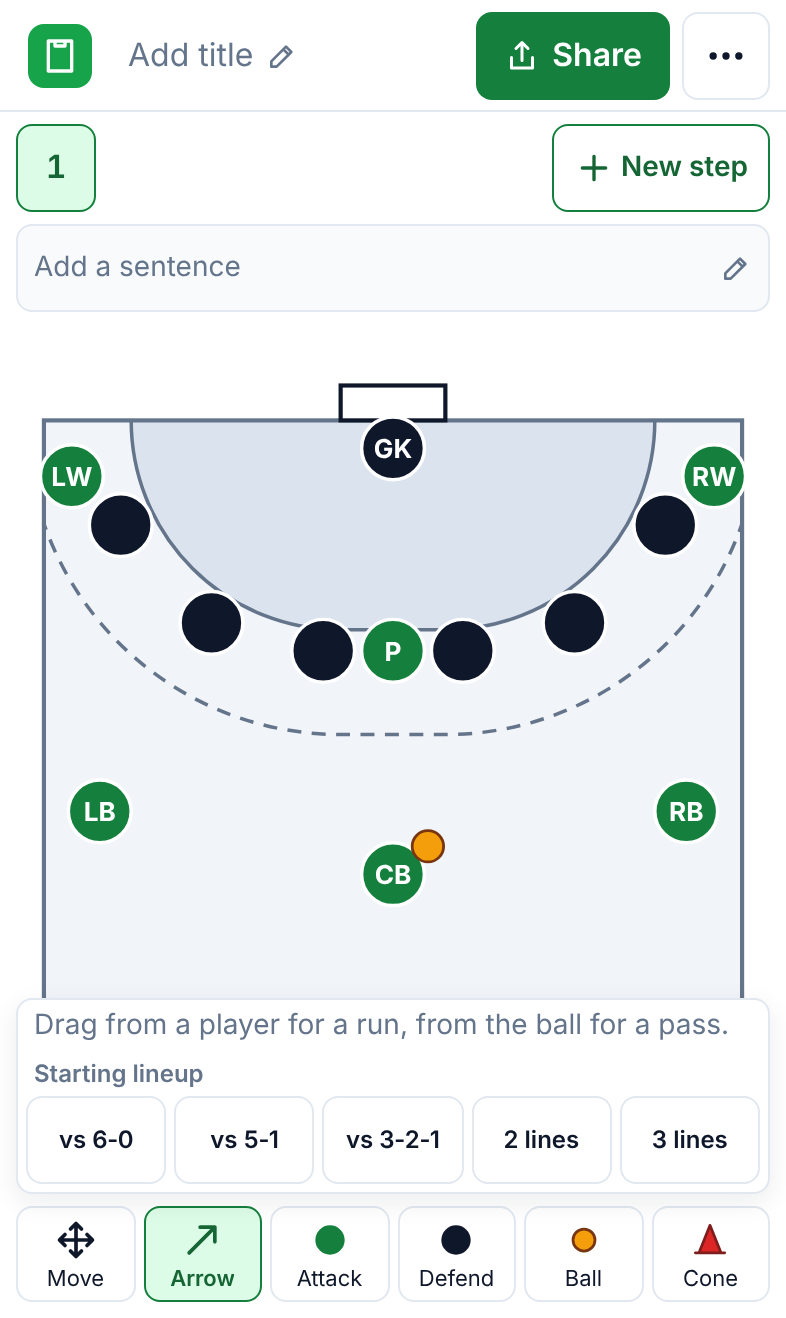 Add title
Share
1
New step
Add a sentence
GK
LW
RW
P
LB
RB
CB
Drag from a player for a run, from the ball for a pass.
Starting lineup
vs 6-0
vs 5-1
vs 3-2-1
2 lines
3 lines
Move
Arrow
Attack
Defend
Ball
Cone